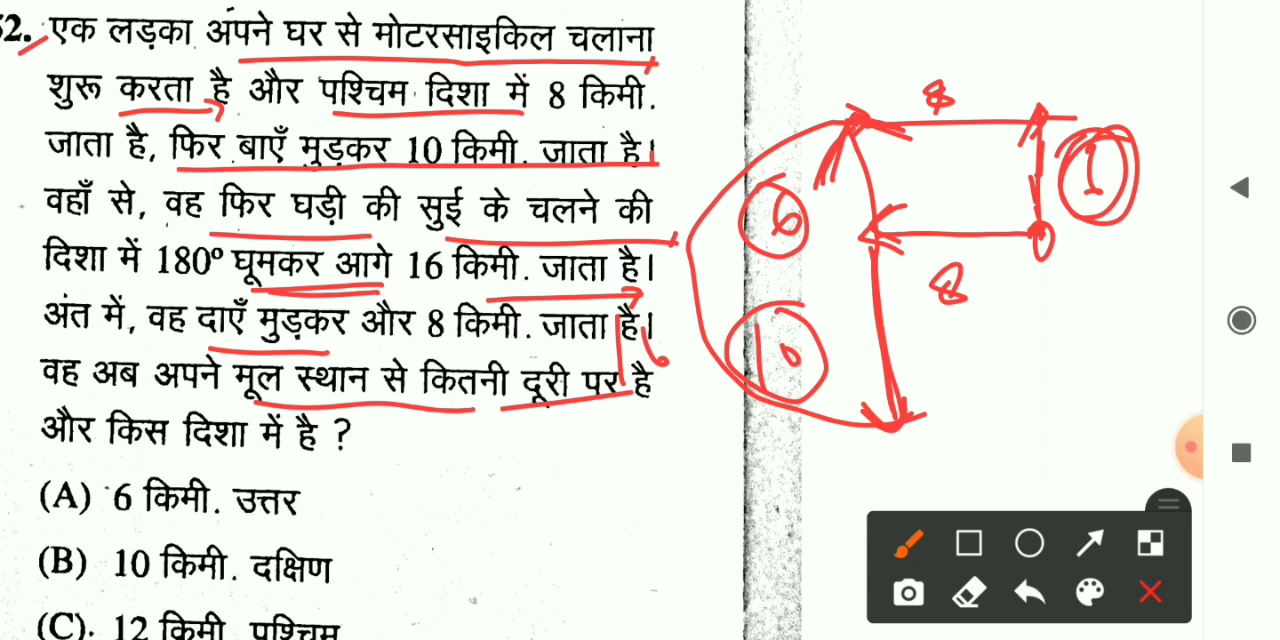 52. एक लड़का अपने घर से मोटरसाइकिल चलाना
शुरू करता है और पश्चिम दिशा में 8 किमी.
जाता है, फिर बाएँ मुड़कर 10 किमी. जाता है।
वहाँ से, वह फिर घड़ी की सुई के चलने की
दिशा में 180° घूमकर आगे 16 किमी. जाता है।
अंत में, वह दाएँ मुड़कर और 8 किमी. जाता है।
वह अब अपने मूल स्थान से कितनी दूरी पर है
और किस दिशा में है ?
(A) 6 किमी. उत्तर
(B) 10 किमी. दक्षिण
(C). 12 किमी. पश्चिम
8
6
8
10
16